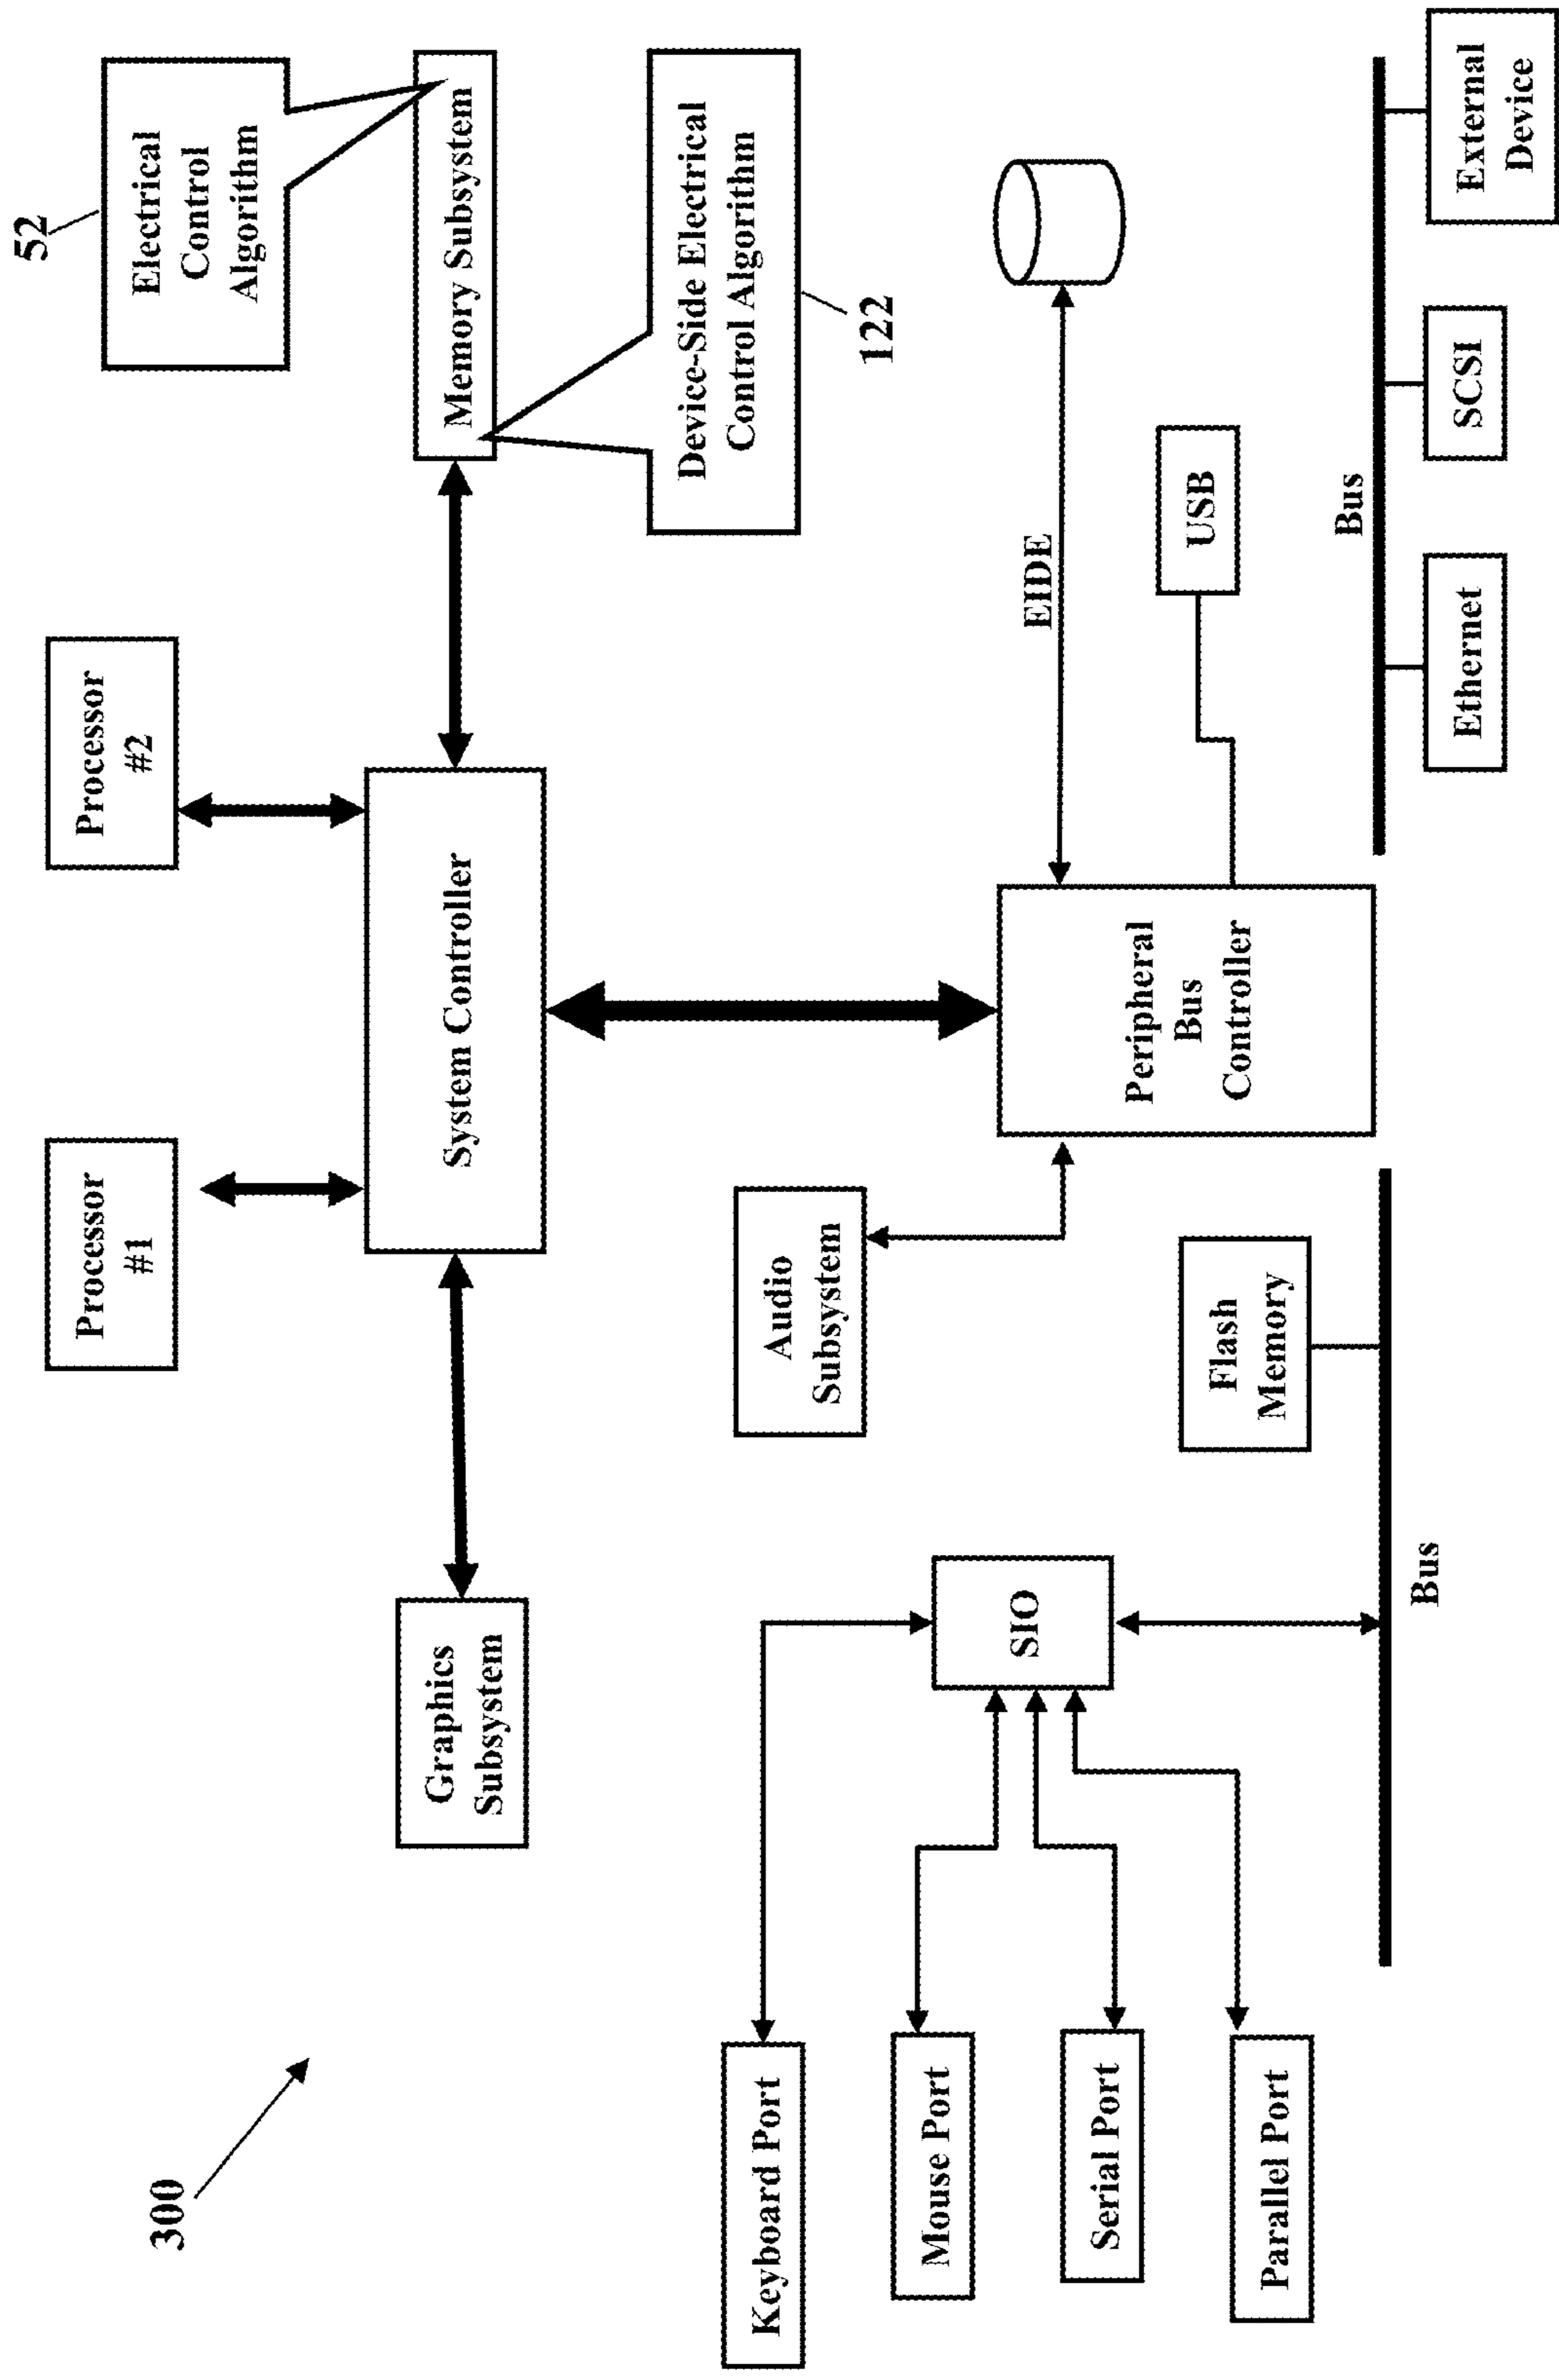 300
Processor
#1
Processor
#2
52
Electrical
Control
Algorithm
Graphics
Subsystem
System Controller
Memory Subsystem
Device-Side Electrical
Control Algorithm
122
Keyboard Port
Mouse Port
Serial Port
Parallel Port
SIO
Audio
Subsystem
Flash
Memory
Bus
Peripheral
Bus
Controller
EIDE
USB
Bus
Ethernet
SCSI
External
Device